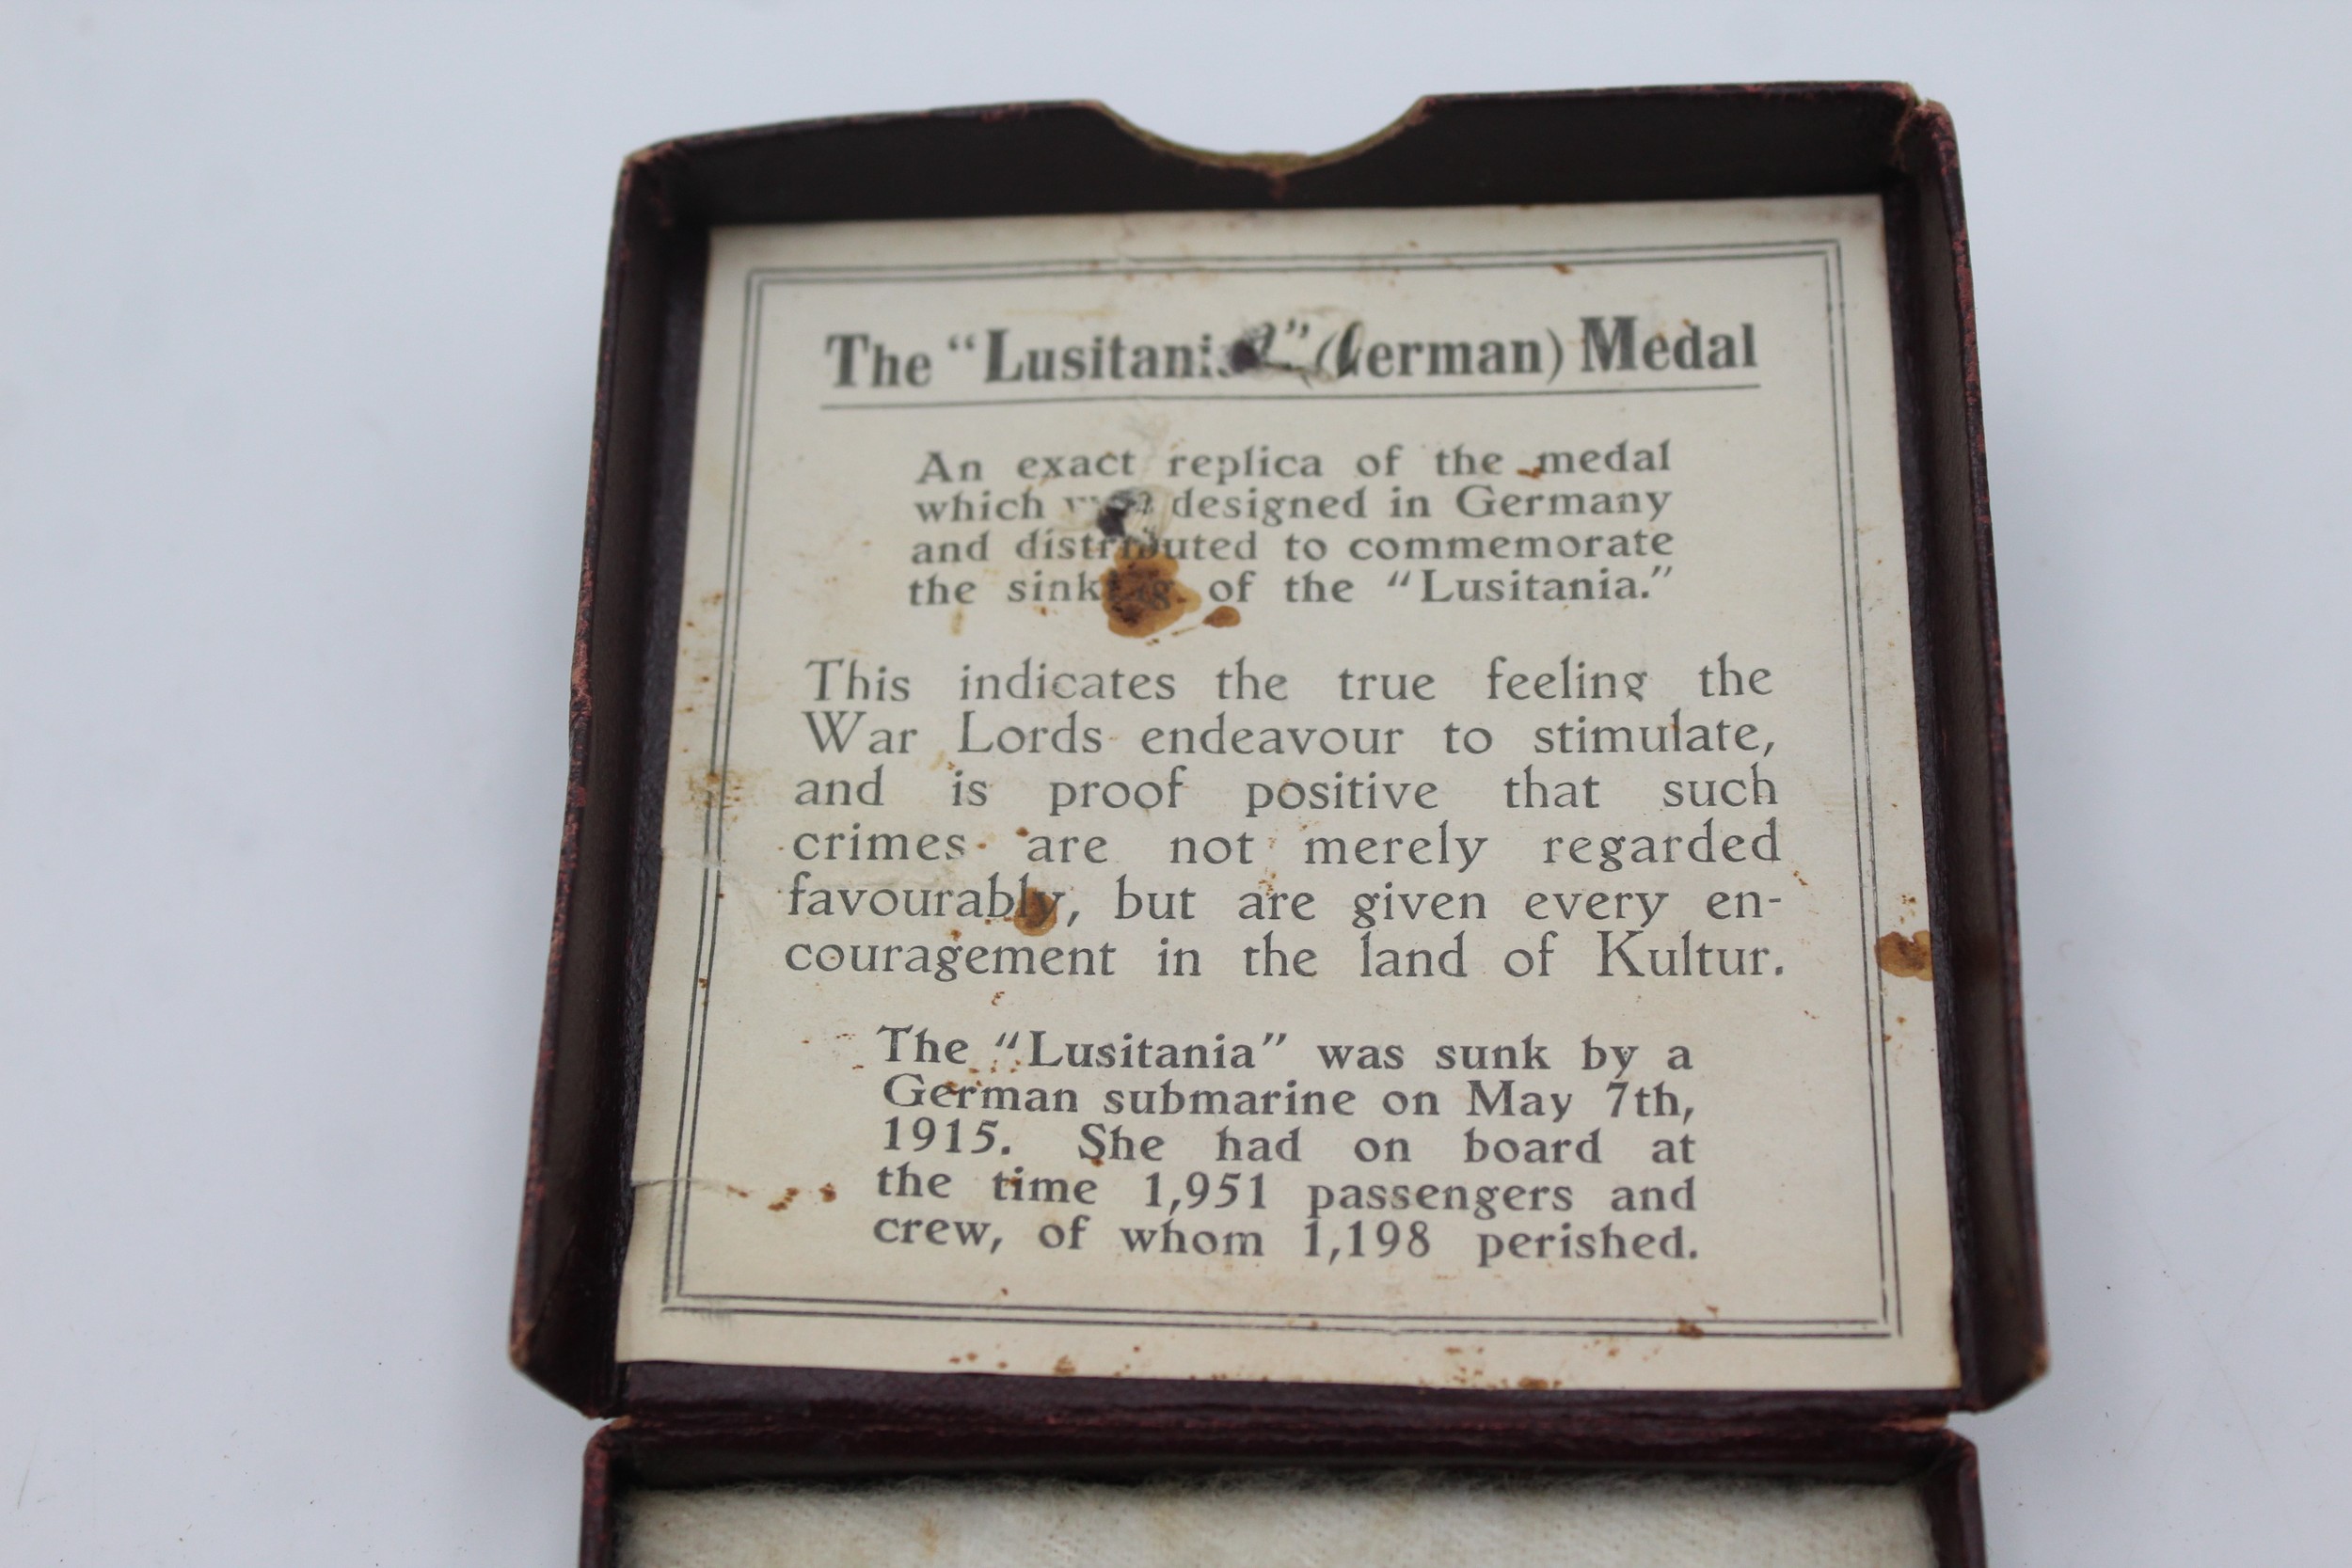 The “Lusitania” (German) Medal
An exact replica of the medal
which was designed in Germany
and distributed to commemorate
the sinking of the “Lusitania.”
This indicates the true feeling the
War Lords endeavour to stimulate,
and is proof positive that such
crimes are not merely regarded
favourably, but are given every en-
couragement in the land of Kultur.
The “Lusitania” was sunk by a
German submarine on May 7th,
1915. She had on board at
the time 1,951 passengers and
crew, of whom 1,198 perished.